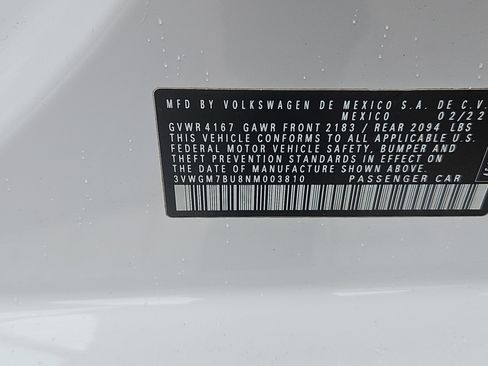 MFD BY VOLKSWAGEN DE MEXICO S.A. DE C.V.
MEXICO 02/22
GVWR 4167 GAWR FRONT 2183 / REAR 2094 LBS
THIS VEHICLE CONFORMS TO ALL APPLICABLE U.S.
FEDERAL MOTOR VEHICLE SAFETY, BUMPER AND
THEFT PREVENTION STANDARDS IN EFFECT ON
THE DATE OF MANUFACTURE SHOWN ABOVE.
3VWGM7BU8NM003810 PASSENGER CAR